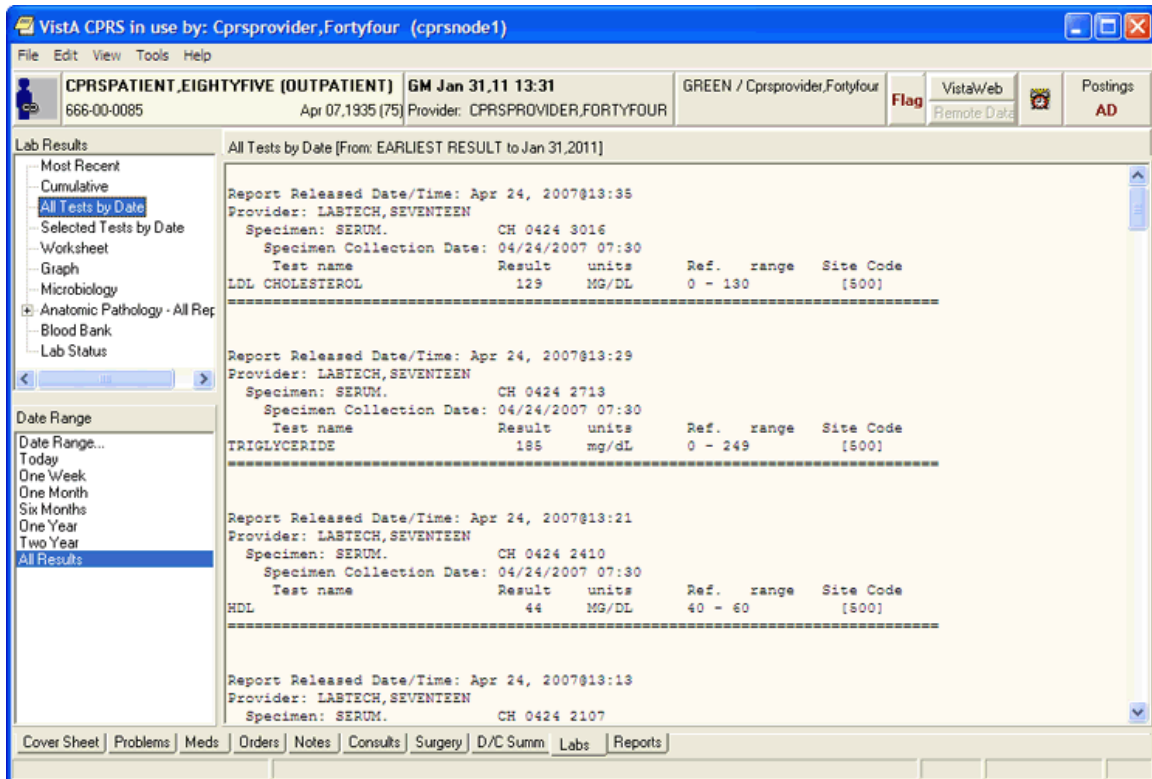 VistA CPRS in use by: Cprsprovider,Fortyfour (cprsnode1)
File Edit View Tools Help
CPRSPATIENT,EIGHTYFIVE (OUTPATIENT) GM Jan 31,11 13:31 GREEN / Cprsprovider,Fortyfour Flag VistaWeb Postings
666-00-0085 Apr 07,1935 (75) Provider: CPRSPROVIDER,FORTYFOUR Remote Data AD
Lab Results
Most Recent
Cumulative
All Tests by Date
Selected Tests by Date
Worksheet
Graph
Microbiology
Anatomic Pathology - All Rep
Blood Bank
Lab Status
Date Range
Date Range...
Today
One Week
One Month
Six Months
One Year
Two Year
All Results
All Tests by Date [From: EARLIEST RESULT to Jan 31,2011]
Report Released Date/Time: Apr 24, 2007@13:35
Provider: LABTECH,SEVENTEEN
Specimen: SERUM. CH 0424 3016
Specimen Collection Date: 04/24/2007 07:30
Test name Result units Ref. range Site Code
LDL CHOLESTEROL 129 MG/DL 0 - 130 [500]
===============================================================================
Report Released Date/Time: Apr 24, 2007@13:29
Provider: LABTECH,SEVENTEEN
Specimen: SERUM. CH 0424 2713
Specimen Collection Date: 04/24/2007 07:30
Test name Result units Ref. range Site Code
TRIGLYCERIDE 185 mg/dL 0 - 249 [500]
===============================================================================
Report Released Date/Time: Apr 24, 2007@13:21
Provider: LABTECH,SEVENTEEN
Specimen: SERUM. CH 0424 2410
Specimen Collection Date: 04/24/2007 07:30
Test name Result units Ref. range Site Code
HDL 44 MG/DL 40 - 60 [500]
===============================================================================
Report Released Date/Time: Apr 24, 2007@13:13
Provider: LABTECH,SEVENTEEN
Specimen: SERUM. CH 0424 2107
Cover Sheet Problems Meds Orders Notes Consults Surgery D/C Summ Labs Reports